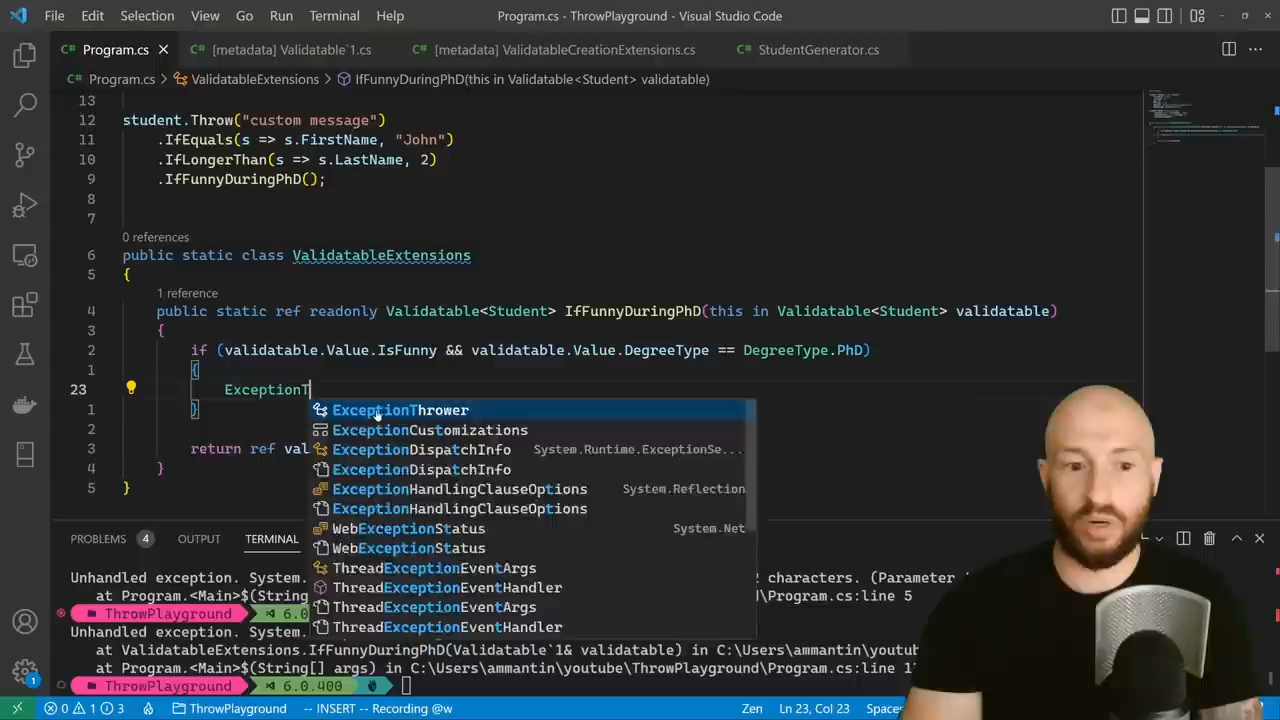 File Edit Selection View Go Run Terminal Help Program.cs - ThrowPlayground - Visual Studio Code
C# Program.cs × C# [metadata] Validatable`1.cs C# [metadata] ValidatableCreationExtensions.cs C# StudentGenerator.cs
C# Program.cs > ValidatableExtensions > IfFunnyDuringPhD(this in Validatable<Student> validatable)
13
12 student.Throw("custom message")
11 .IfEquals(s => s.FirstName, "John")
10 .IfLongerThan(s => s.LastName, 2)
9 .IfFunnyDuringPhD();
8
7
0 references
6 public static class ValidatableExtensions
5 {
1 reference
4 public static ref readonly Validatable<Student> IfFunnyDuringPhD(this in Validatable<Student> validatable)
3 {
2 if (validatable.Value.IsFunny && validatable.Value.DegreeType == DegreeType.PhD)
1 {
23 ExceptionT
ExceptionThrower
1 }
ExceptionCustomizations
2
3 return ref val
ExceptionDispatchInfo System.Runtime.ExceptionSe...
4 }
ExceptionDispatchInfo
5 }
ExceptionHandlingClauseOptions System.Reflection
ExceptionHandlingClauseOptions
WebExceptionStatus System.Net
WebExceptionStatus
ThreadExceptionEventArgs
ThreadExceptionEventHandler
ThreadExceptionEventArgs
ThreadExceptionEventHandler
PROBLEMS 4 OUTPUT TERMINAL
Unhandled exception. System. 2 characters. (Parameter
at Program.<Main>$(String[ Program.cs:line 5
ThrowPlayground 6.0
Unhandled exception. System.
at ValidatableExtensions.IfFunnyDuringPhD(Validatable`1& validatable) in C:\Users\ammantin\youtub
at Program.<Main>$(String[] args) in C:\Users\ammantin\youtube\ThrowPlayground\Program.cs:line 1
ThrowPlayground 6.0.400
1
0 1 3 ThrowPlayground -- INSERT -- Recording @w Zen Ln 23, Col 23 Spaces